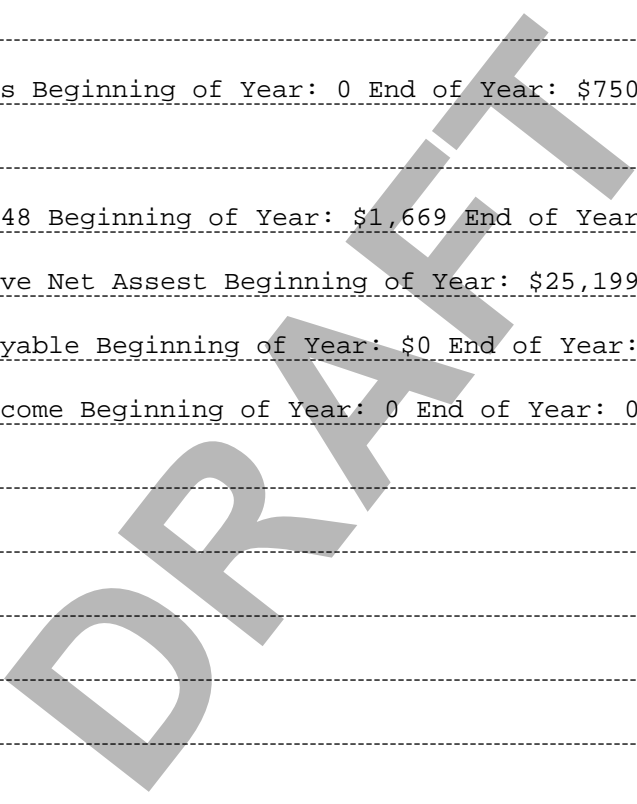 s Beginning of Year: 0 End of Year: $750
48 Beginning of Year: $1,669 End of Year
ve Net Assest Beginning of Year: $25,199
yable Beginning of Year: $0 End of Year:
come Beginning of Year: 0 End of Year: 0
DRAFT